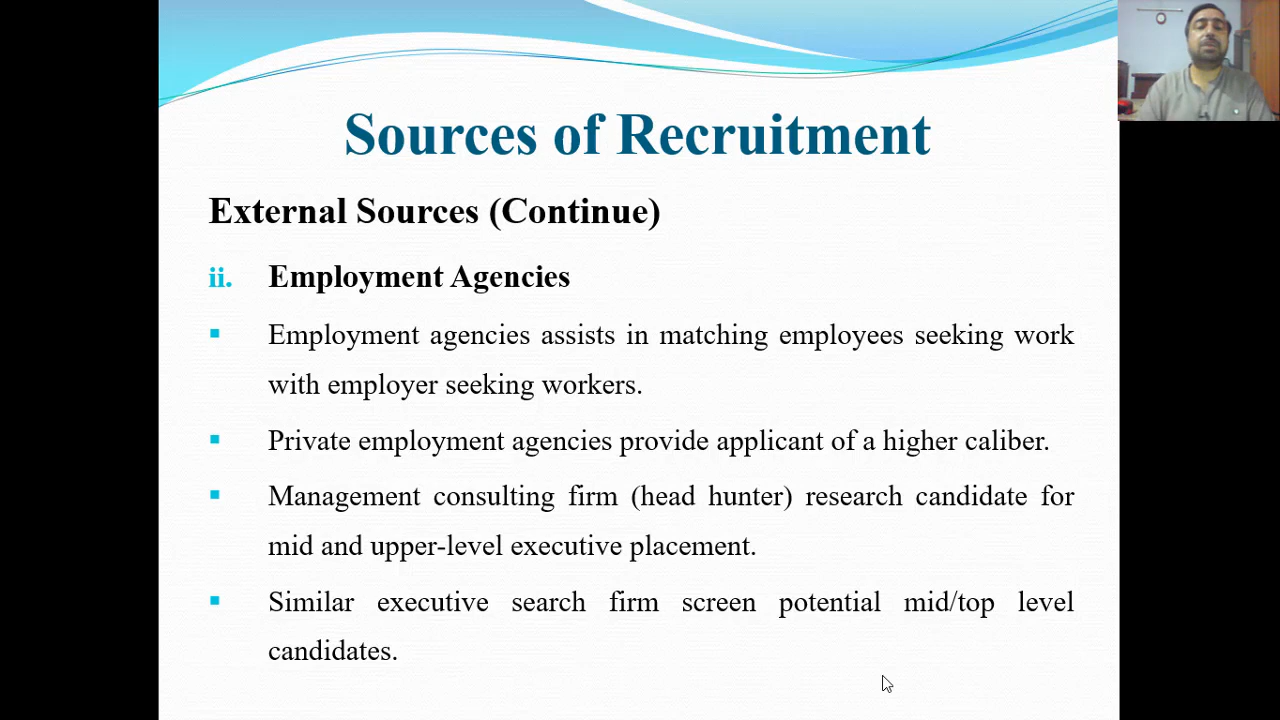 Sources of Recruitment
External Sources (Continue)
ii. Employment Agencies
▪ Employment agencies assists in matching employees seeking work
with employer seeking workers.
▪ Private employment agencies provide applicant of a higher caliber.
▪ Management consulting firm (head hunter) research candidate for
mid and upper-level executive placement.
▪ Similar executive search firm screen potential mid/top level
candidates.